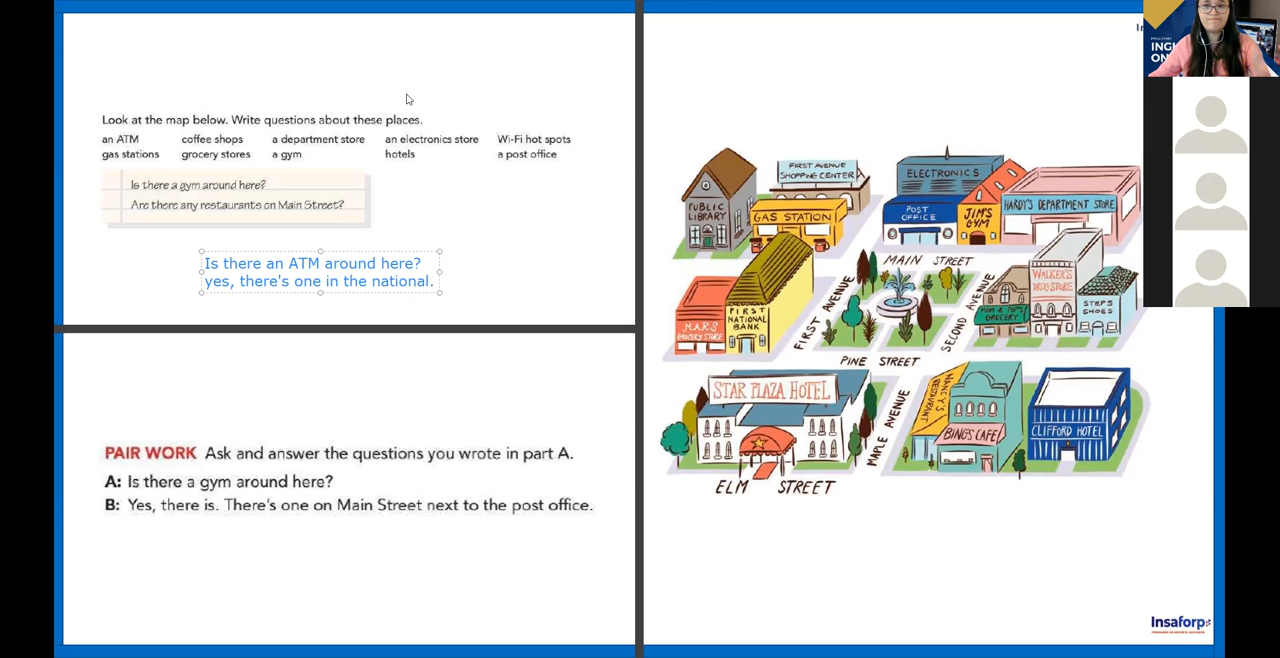 Look at the map below. Write questions about these places.
an ATM coffee shops a department store an electronics store Wi-Fi hot spots
gas stations grocery stores a gym hotels a post office
Is there a gym around here?
Are there any restaurants on Main Street?
Is there an ATM around here?
yes, there's one in the national.
PAIR WORK Ask and answer the questions you wrote in part A.
A: Is there a gym around here?
B: Yes, there is. There's one on Main Street next to the post office.
PUBLIC
LIBRARY
FIRST AVENUE
SHOPPING CENTER
GAS STATION
ELECTRONICS
POST
OFFICE
JIM'S
GYM
HARDY'S DEPARTMENT STORE
MAIN STREET
FIRST AVENUE
SECOND AVENUE
FIRST
NATIONAL
BANK
GROCERY STORE
GROCERY
WALKER'S
DRUG STORE
STEPS
SHOES
PINE STREET
STAR PLAZA HOTEL
MAPLE AVENUE
NANCY'S
RESTAURANT
BING'S CAFE
CLIFFORD HOTEL
ELM STREET
Insaforp